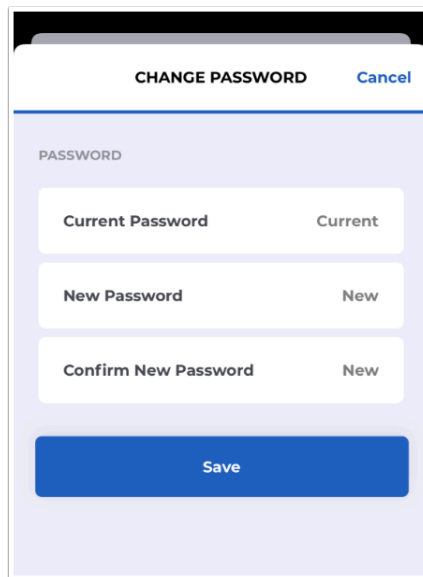 CHANGE PASSWORD Cancel
PASSWORD
Current Password Current
New Password New
Confirm New Password New
Save